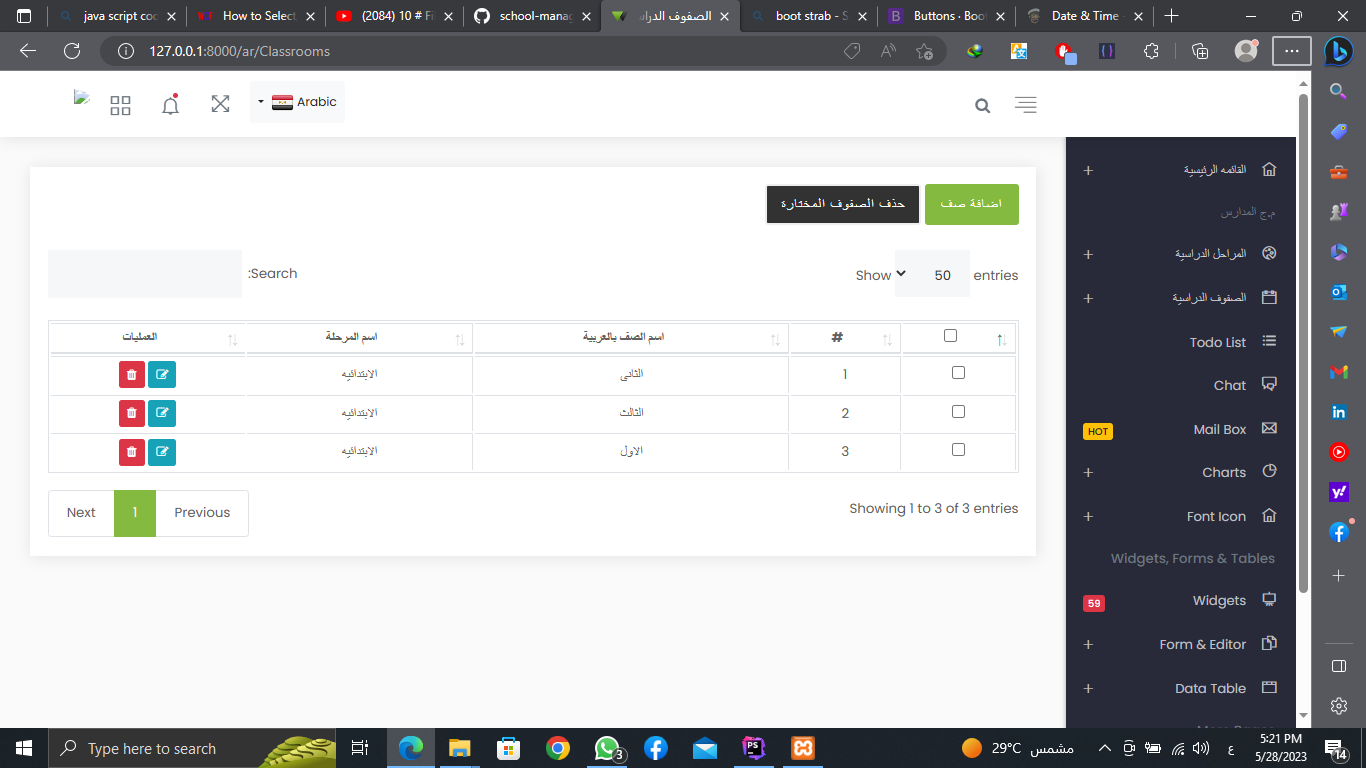 java script coo
How to Select
(2084) 10 # Fi
school-manag
الصفوف الدراس
boot strab - S
Buttons · Boo
Date & Time -
127.0.0.1:8000/ar/Classrooms
Arabic
القائمه الرئيسية
م.ج المدارس
المراحل الدراسية
الصفوف الدراسية
Todo List
Chat
Mail Box
HOT
Charts
Font Icon
Widgets, Forms & Tables
Widgets
59
Form & Editor
Data Table
اضافة صف
حذف الصفوف المختارة
Show 50 entries
:Search
# اسم الصف بالعربية اسم المرحلة العمليات
1 الثانى الابتدائيه
2 الثالث الابتدائيه
3 الاول الابتدائيه
Showing 1 to 3 of 3 entries
Next 1 Previous
Type here to search
3
29°C مشمس
ع
5:21 PM
5/28/2023
14